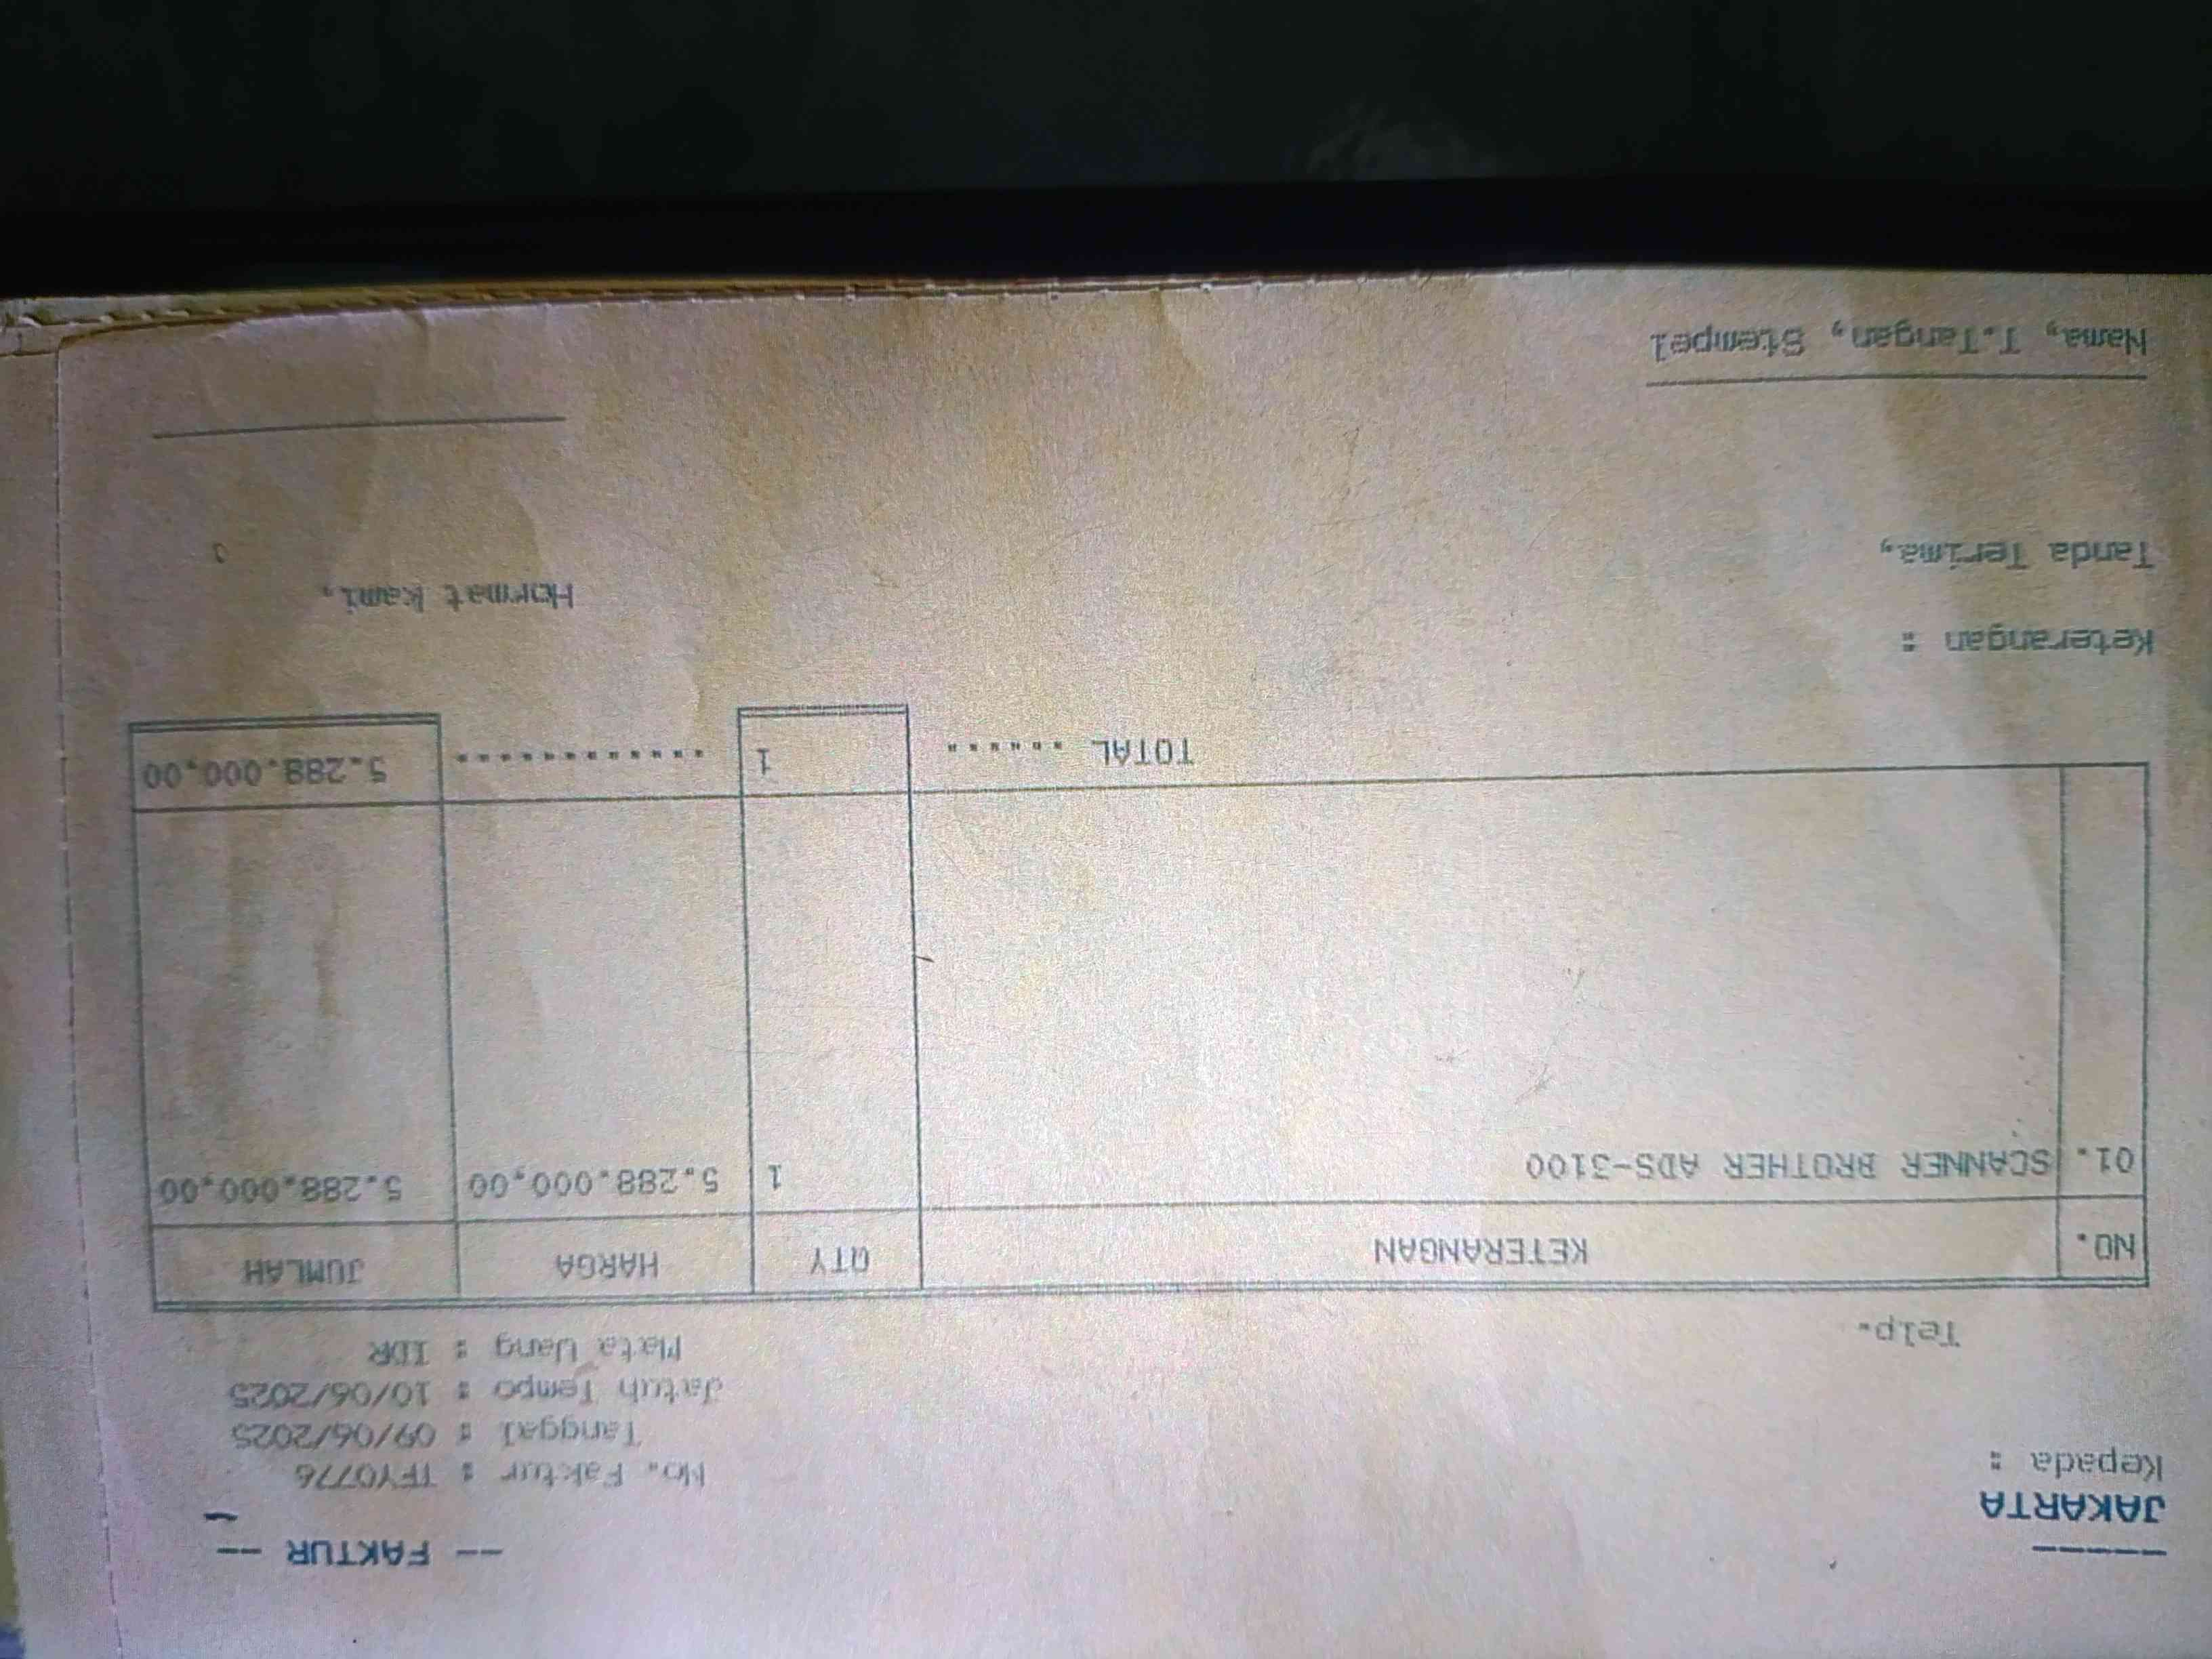 -----
JAKARTA
-- FAKTUR --
Kepada :
No. Faktur : TFY0776
Tanggal : 09/06/2025
Jatuh Tempo : 10/06/2025
Mata Uang : IDR
Telp.
NO. KETERANGAN QTY HARGA JUMLAH
01. SCANNER BROTHER ADS-3100 1 5.288.000,00 5.288.000,00
TOTAL ....... 1 .............. 5.288.000,00
Keterangan :
Tanda Terima, Hormat Kami,
Nama, T.Tangan, Stempel